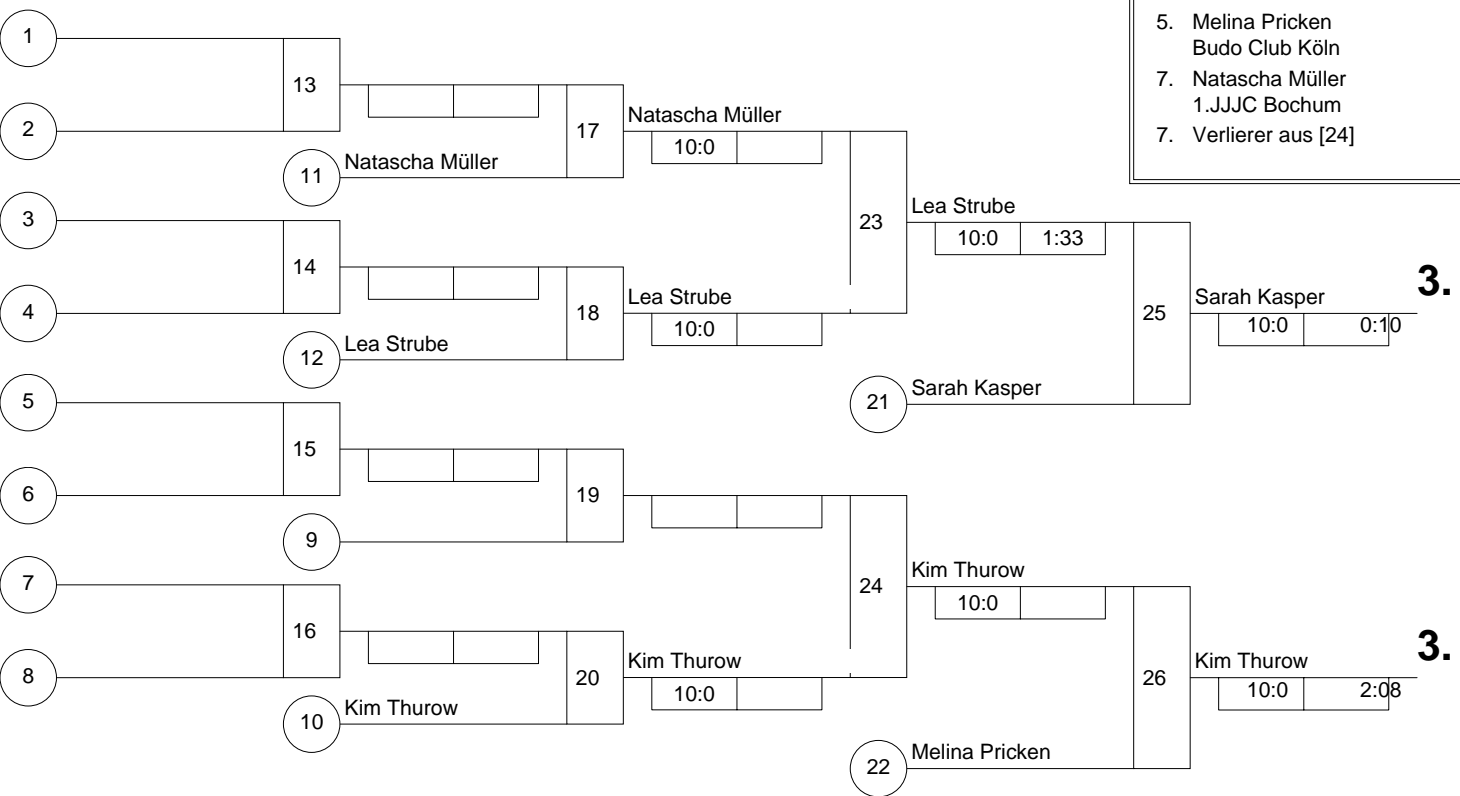 5. Melina Pricken
Budo Club Köln
7. Natascha Müller
1.JJJC Bochum
7. Verlierer aus [24]
1
13
2
17
Natascha Müller
10:0
11
Natascha Müller
3
23
Lea Strube
10:0 1:33
14
4
18
Lea Strube
10:0
12
Lea Strube
25
Sarah Kasper
10:0 0:10
3.
5
21
Sarah Kasper
15
6
19
9
7
24
Kim Thurow
10:0
16
8
20
Kim Thurow
10:0
10
Kim Thurow
26
Kim Thurow
10:0 2:08
3.
22
Melina Pricken